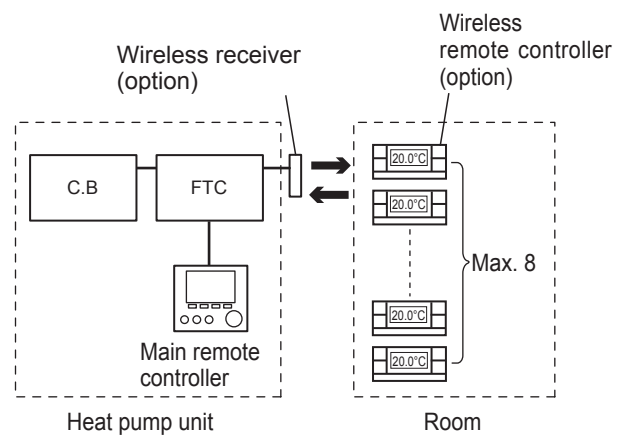 Wireless
remote controller
(option)
Wireless receiver
(option)
C.B
FTC
20.0°C
20.0°C
Max. 8
20.0°C
20.0°C
Main remote
controller
Heat pump unit
Room